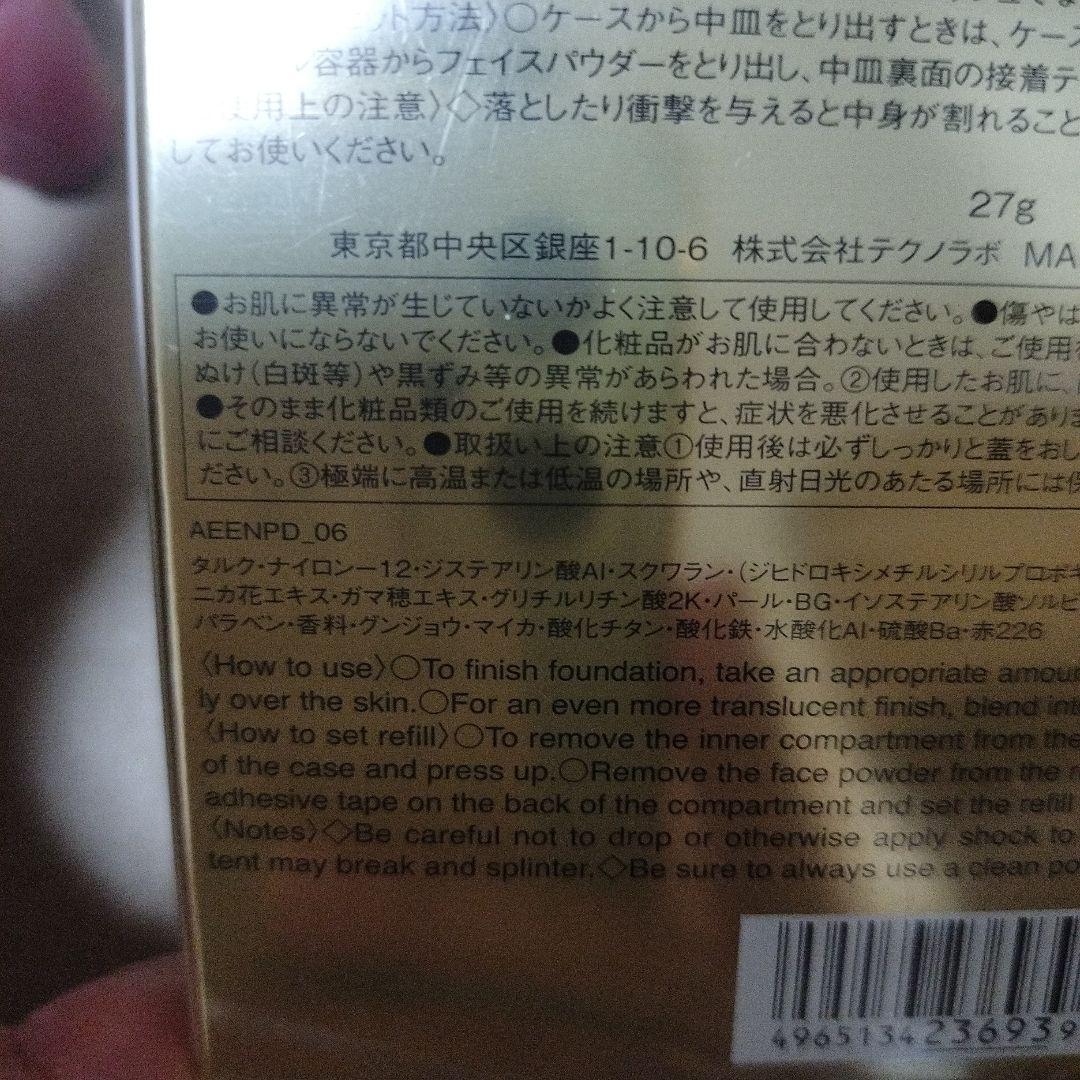 ット方法〉○ケースから中皿をとり出すときは、ケース
容器からフェイスパウダーをとり出し、中皿裏面の接着テ
使用上の注意〉◇落としたり衝撃を与えると中身が割れること
してお使いください。
27g
東京都中央区銀座1-10-6 株式会社テクノラボ MA
●お肌に異常が生じていないかよく注意して使用してください。●傷やは
お使いにならないでください。●化粧品がお肌に合わないときは、ご使用を
ぬけ(白斑等)や黒ずみ等の異常があらわれた場合。②使用したお肌に、
●そのまま化粧品類のご使用を続けますと、症状を悪化させることがありま
にご相談ください。●取扱い上の注意①使用後は必ずしっかりと蓋をおし
ださい。③極端に高温または低温の場所や、直射日光のあたる場所には保
AEENPD_06
タルク・ナイロン－12・ジステアリン酸Al・スクワラン・(ジヒドロキシメチルシリルプロポキ
ニカ花エキス・ガマ穂エキス・グリチルリチン酸2K・パール・BG・イソステアリン酸ソルビ
パラベン・香料・グンジョウ・マイカ・酸化チタン・酸化鉄・水酸化Al・硫酸Ba・赤226
〈How to use〉○To finish foundation, take an appropriate amou
ly over the skin.○For an even more translucent finish, blend int
〈How to set refill〉○To remove the inner compartment from the
of the case and press up.○Remove the face powder from the r
adhesive tape on the back of the compartment and set the refill
〈Notes〉◇Be careful not to drop or otherwise apply shock to
tent may break and splinter.◇Be sure to always use a clean po
4965134236939